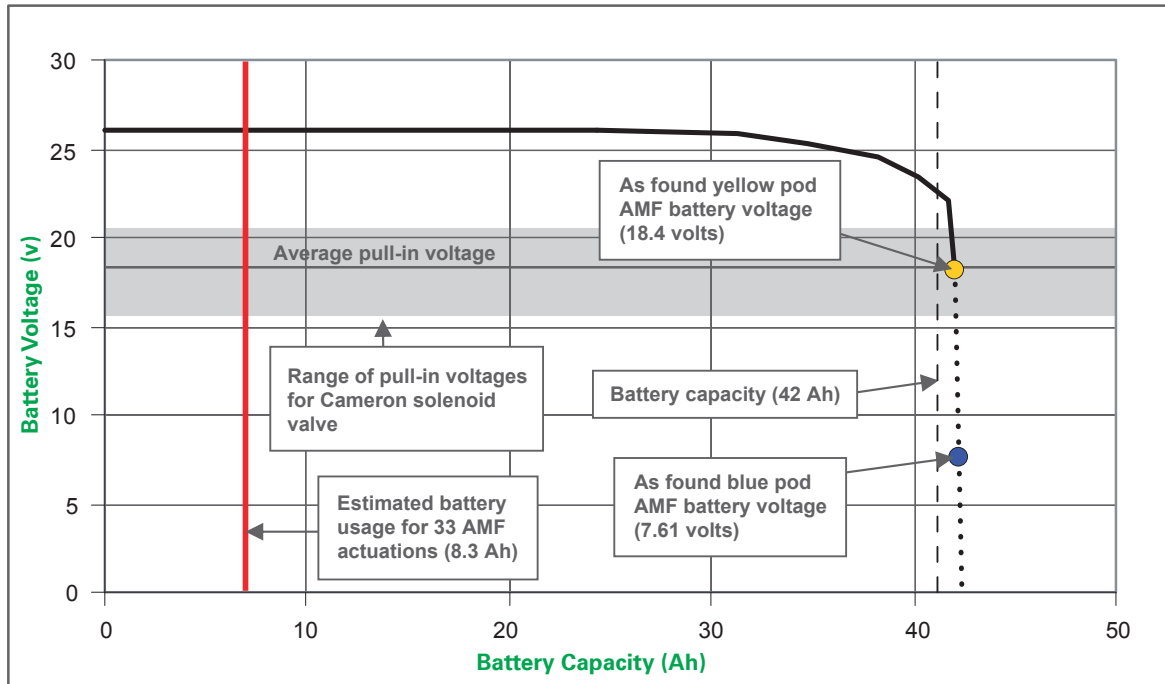 30
25
20
15
10
5
0
Battery Voltage (v)
As found yellow pod
AMF battery voltage
(18.4 volts)
Average pull-in voltage
Range of pull-in voltages
for Cameron solenoid
valve
Battery capacity (42 Ah)
As found blue pod
AMF battery voltage
(7.61 volts)
Estimated battery
usage for 33 AMF
actuations (8.3 Ah)
0
10
20
30
40
50
Battery Capacity (Ah)